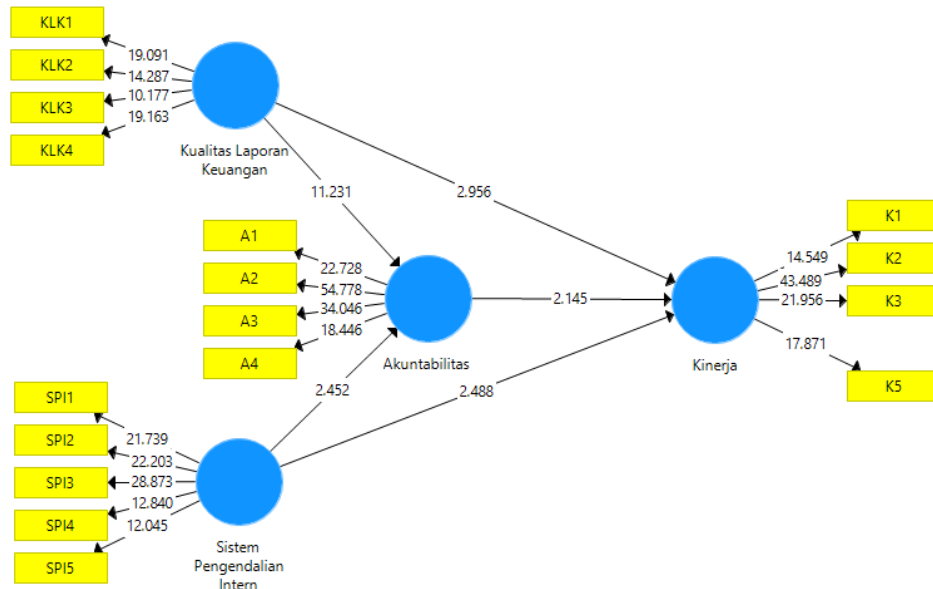 KLK1
KLK2
KLK3
KLK4
19.091
14.287
10.177
19.163
Kualitas Laporan
Keuangan
11.231
2.956
A1
A2
A3
A4
22.728
54.778
34.046
18.446
Akuntabilitas
2.145
K1
K2
K3
K5
14.549
43.489
21.956
17.871
Kinerja
2.452
2.488
SPI1
SPI2
SPI3
SPI4
SPI5
21.739
22.203
28.873
12.840
12.045
Sistem
Pengendalian
Intern